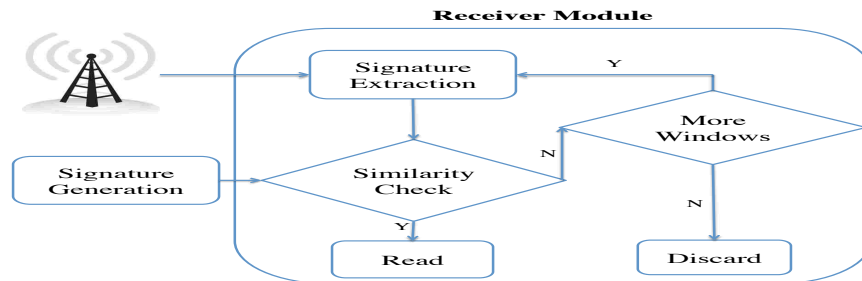 Receiver Module
Signature
Extraction
Y
More
Windows
N
Signature
Generation
Similarity
Check
Y
N
Read
Discard